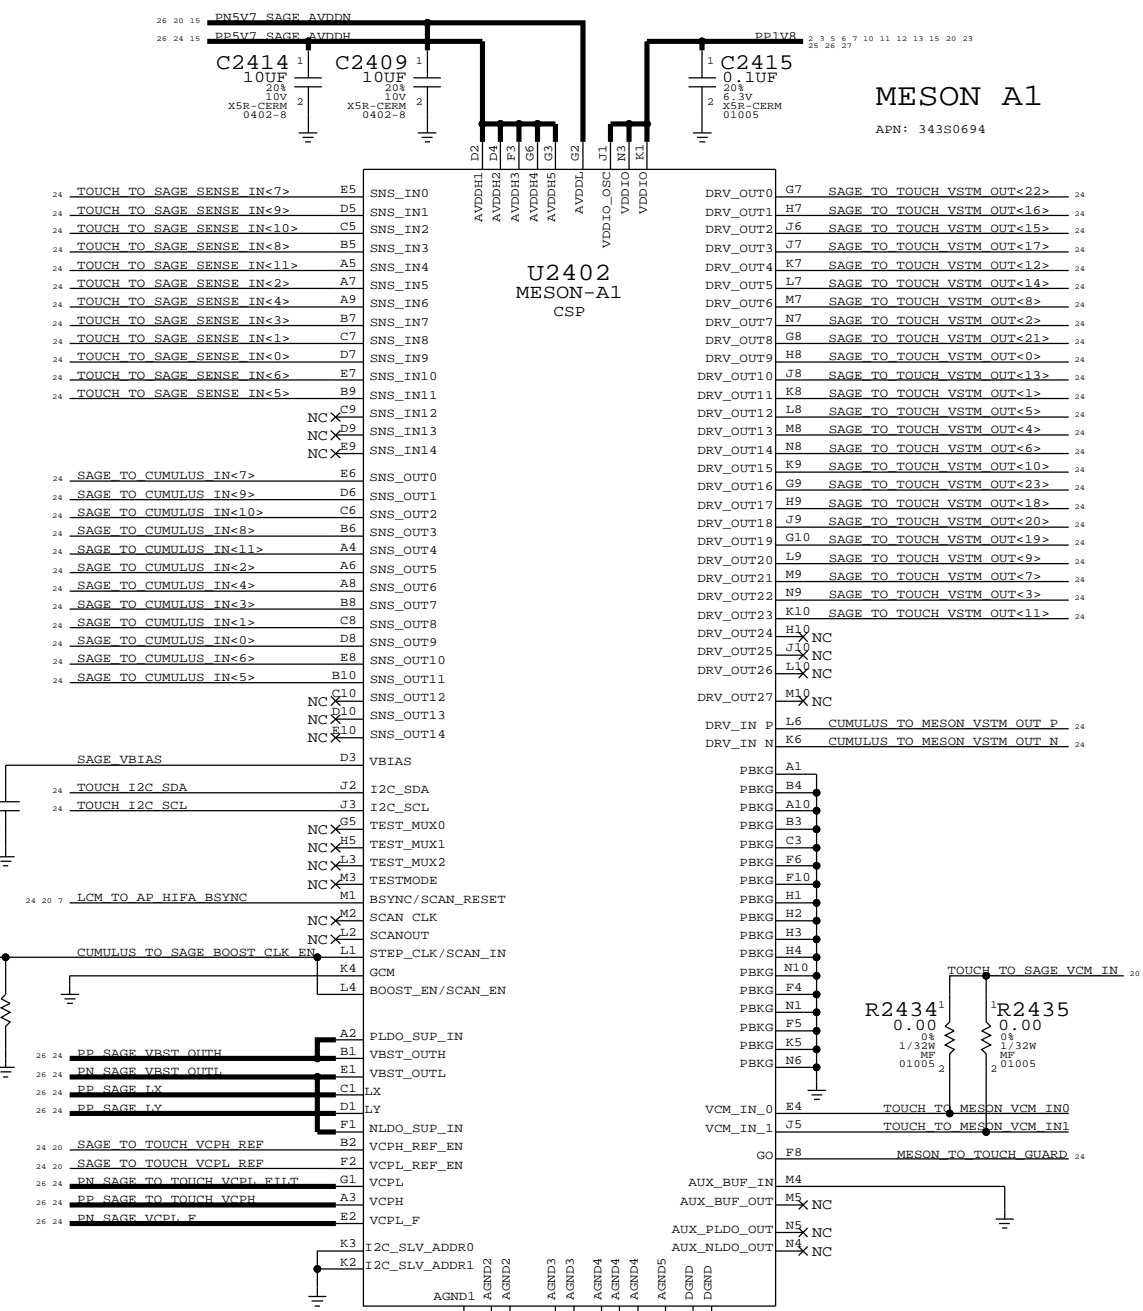 26 20 15 PN5V7_SAGE_AVDDN
26 24 15 PP5V7_SAGE_AVDDH
PP1V8 2 3 5 6 7 10 11 12 13 15 20 23
25 26 27
C2414 1
10UF
20%
10V
X5R-CERM
0402-8
2
C2409 1
10UF
20%
10V
X5R-CERM
0402-8
2
1 C2415
0.1UF
20%
6.3V
2 X5R-CERM
01005
MESON A1
APN: 343S0694
D2 D4 F3 G6 G3 G2 J1 N3 K1
AVDDH1 AVDDH2 AVDDH3 AVDDH4 AVDDH5 AVDDL VDDIO_OSC VDDIO VDDIO
U2402
MESON-A1
CSP
24 TOUCH_TO_SAGE_SENSE_IN<7> E5 SNS_IN0
24 TOUCH_TO_SAGE_SENSE_IN<9> D5 SNS_IN1
24 TOUCH_TO_SAGE_SENSE_IN<10> C5 SNS_IN2
24 TOUCH_TO_SAGE_SENSE_IN<8> B5 SNS_IN3
24 TOUCH_TO_SAGE_SENSE_IN<11> A5 SNS_IN4
24 TOUCH_TO_SAGE_SENSE_IN<2> A7 SNS_IN5
24 TOUCH_TO_SAGE_SENSE_IN<4> A9 SNS_IN6
24 TOUCH_TO_SAGE_SENSE_IN<3> B7 SNS_IN7
24 TOUCH_TO_SAGE_SENSE_IN<1> C7 SNS_IN8
24 TOUCH_TO_SAGE_SENSE_IN<0> D7 SNS_IN9
24 TOUCH_TO_SAGE_SENSE_IN<6> E7 SNS_IN10
24 TOUCH_TO_SAGE_SENSE_IN<5> B9 SNS_IN11
NC C9 SNS_IN12
NC D9 SNS_IN13
NC E9 SNS_IN14
24 SAGE_TO_CUMULUS_IN<7> E6 SNS_OUT0
24 SAGE_TO_CUMULUS_IN<9> D6 SNS_OUT1
24 SAGE_TO_CUMULUS_IN<10> C6 SNS_OUT2
24 SAGE_TO_CUMULUS_IN<8> B6 SNS_OUT3
24 SAGE_TO_CUMULUS_IN<11> A4 SNS_OUT4
24 SAGE_TO_CUMULUS_IN<2> A6 SNS_OUT5
24 SAGE_TO_CUMULUS_IN<4> A8 SNS_OUT6
24 SAGE_TO_CUMULUS_IN<3> B8 SNS_OUT7
24 SAGE_TO_CUMULUS_IN<1> C8 SNS_OUT8
24 SAGE_TO_CUMULUS_IN<0> D8 SNS_OUT9
24 SAGE_TO_CUMULUS_IN<6> E8 SNS_OUT10
24 SAGE_TO_CUMULUS_IN<5> B10 SNS_OUT11
NC C10 SNS_OUT12
NC D10 SNS_OUT13
NC E10 SNS_OUT14
SAGE_VBIAS D3 VBIAS
24 TOUCH_I2C_SDA J2 I2C_SDA
24 TOUCH_I2C_SCL J3 I2C_SCL
NC G5 TEST_MUX0
NC H5 TEST_MUX1
NC L3 TEST_MUX2
NC M3 TESTMODE
24 20 7 LCM_TO_AP_HIFA_BSYNC M1 BSYNC/SCAN_RESET
NC M2 SCAN CLK
NC L2 SCANOUT
CUMULUS_TO_SAGE_BOOST_CLK_EN L1 STEP_CLK/SCAN_IN
K4 GCM
L4 BOOST_EN/SCAN_EN
A2 PLDO_SUP_IN
26 24 PP_SAGE_VBST_OUTH B1 VBST_OUTH
26 24 PN_SAGE_VBST_OUTL E1 VBST_OUTL
26 24 PP_SAGE_LX C1 LX
26 24 PP_SAGE_LY D1 LY
F1 NLDO_SUP_IN
24 20 SAGE_TO_TOUCH_VCPH_REF B2 VCPH_REF_EN
24 20 SAGE_TO_TOUCH_VCPL_REF F2 VCPL_REF_EN
26 24 PN_SAGE_TO_TOUCH_VCPL_FILT G1 VCPL
26 24 PP_SAGE_TO_TOUCH_VCPH A3 VCPH
26 24 PN_SAGE_VCPL_F E2 VCPL_F
K3 I2C_SLV_ADDR0
K2 I2C_SLV_ADDR1
DRV_OUT0 G7 SAGE_TO_TOUCH_VSTM_OUT<22> 24
DRV_OUT1 H7 SAGE_TO_TOUCH_VSTM_OUT<16> 24
DRV_OUT2 J6 SAGE_TO_TOUCH_VSTM_OUT<15> 24
DRV_OUT3 J7 SAGE_TO_TOUCH_VSTM_OUT<17> 24
DRV_OUT4 K7 SAGE_TO_TOUCH_VSTM_OUT<12> 24
DRV_OUT5 L7 SAGE_TO_TOUCH_VSTM_OUT<14> 24
DRV_OUT6 M7 SAGE_TO_TOUCH_VSTM_OUT<8> 24
DRV_OUT7 N7 SAGE_TO_TOUCH_VSTM_OUT<2> 24
DRV_OUT8 G8 SAGE_TO_TOUCH_VSTM_OUT<21> 24
DRV_OUT9 H8 SAGE_TO_TOUCH_VSTM_OUT<0> 24
DRV_OUT10 J8 SAGE_TO_TOUCH_VSTM_OUT<13> 24
DRV_OUT11 K8 SAGE_TO_TOUCH_VSTM_OUT<1> 24
DRV_OUT12 L8 SAGE_TO_TOUCH_VSTM_OUT<5> 24
DRV_OUT13 M8 SAGE_TO_TOUCH_VSTM_OUT<4> 24
DRV_OUT14 N8 SAGE_TO_TOUCH_VSTM_OUT<6> 24
DRV_OUT15 K9 SAGE_TO_TOUCH_VSTM_OUT<10> 24
DRV_OUT16 G9 SAGE_TO_TOUCH_VSTM_OUT<23> 24
DRV_OUT17 H9 SAGE_TO_TOUCH_VSTM_OUT<18> 24
DRV_OUT18 J9 SAGE_TO_TOUCH_VSTM_OUT<20> 24
DRV_OUT19 G10 SAGE_TO_TOUCH_VSTM_OUT<19> 24
DRV_OUT20 L9 SAGE_TO_TOUCH_VSTM_OUT<9> 24
DRV_OUT21 M9 SAGE_TO_TOUCH_VSTM_OUT<7> 24
DRV_OUT22 N9 SAGE_TO_TOUCH_VSTM_OUT<3> 24
DRV_OUT23 K10 SAGE_TO_TOUCH_VSTM_OUT<11> 24
DRV_OUT24 H10 NC
DRV_OUT25 J10 NC
DRV_OUT26 L10 NC
DRV_OUT27 M10 NC
DRV_IN_P L6 CUMULUS_TO_MESON_VSTM_OUT_P 24
DRV_IN_N K6 CUMULUS_TO_MESON_VSTM_OUT_N 24
PBKG A1
PBKG B4
PBKG A10
PBKG B3
PBKG C3
PBKG F6
PBKG F10
PBKG H1
PBKG H2
PBKG H3
PBKG H4
PBKG N10
PBKG F4
PBKG N1
PBKG F5
PBKG K5
PBKG N6
TOUCH_TO_SAGE_VCM_IN 20
R2434 1
0.00
0%
1/32W
MF
01005 2
1 R2435
0.00
0%
1/32W
MF
2 01005
VCM_IN_0 E4 TOUCH_TO_MESON_VCM_IN0
VCM_IN_1 J5 TOUCH_TO_MESON_VCM_IN1
GO F8 MESON_TO_TOUCH_GUARD 24
AUX_BUF_IN M4
AUX_BUF_OUT M5 NC
AUX_PLDO_OUT N5 NC
AUX_NLDO_OUT N4 NC
AGND1 AGND2 AGND2 AGND3 AGND3 AGND4 AGND4 AGND4 AGND5 DGND DGND